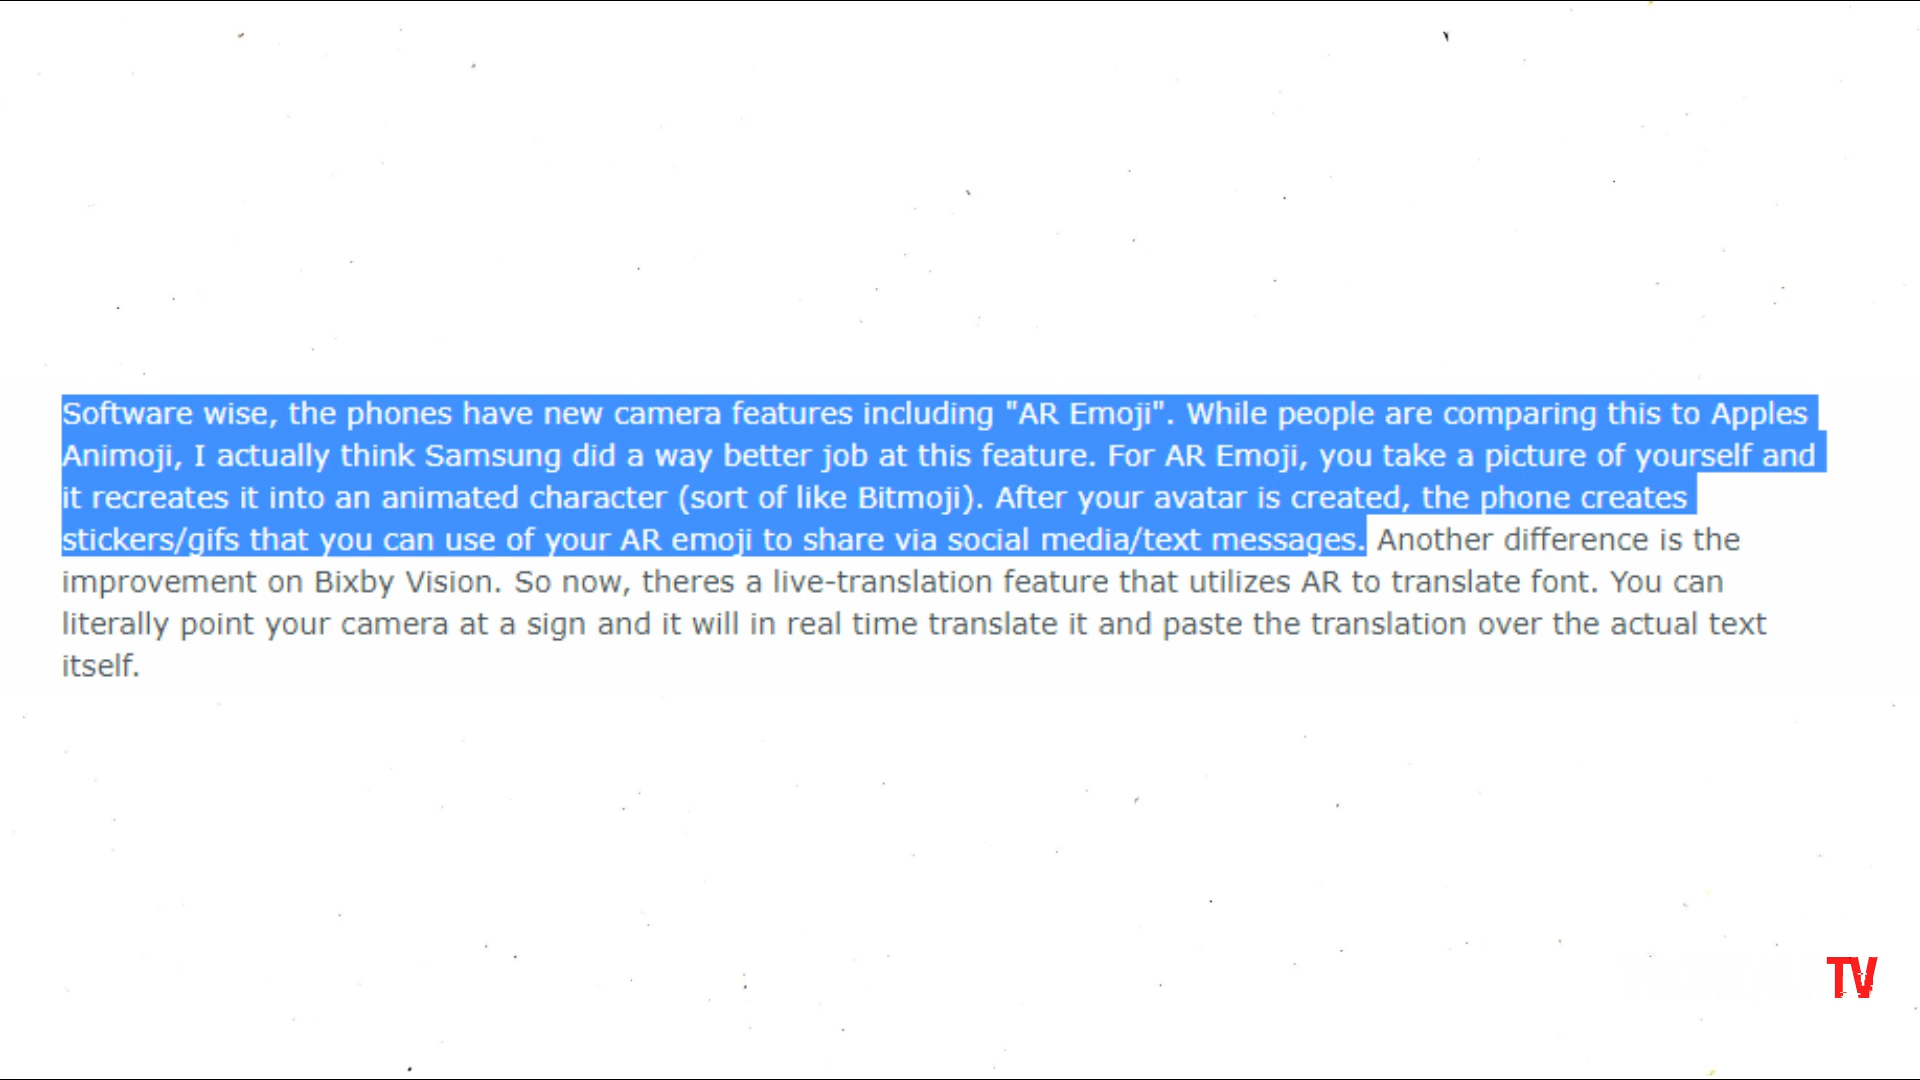 Software wise, the phones have new camera features including "AR Emoji". While people are comparing this to Apples
Animoji, I actually think Samsung did a way better job at this feature. For AR Emoji, you take a picture of yourself and
it recreates it into an animated character (sort of like Bitmoji). After your avatar is created, the phone creates
stickers/gifs that you can use of your AR emoji to share via social media/text messages. Another difference is the
improvement on Bixby Vision. So now, theres a live-translation feature that utilizes AR to translate font. You can
literally point your camera at a sign and it will in real time translate it and paste the translation over the actual text
itself.
TV